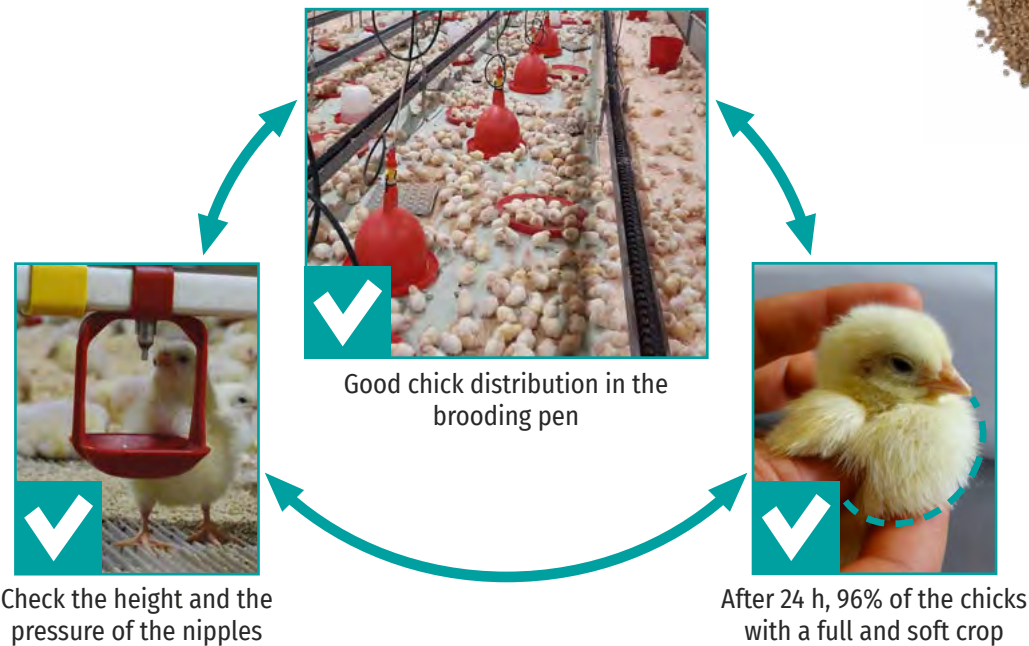 Good chick distribution in the
brooding pen
Check the height and the
pressure of the nipples
After 24 h, 96% of the chicks
with a full and soft crop